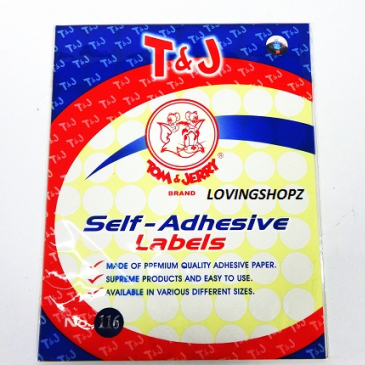 T&J
TOM & JERRY ®
BRAND
LOVINGSHOPZ
Self-Adhesive
Labels
MADE OF PREMIUM QUALITY ADHESIVE PAPER.
SUPREME PRODUCTS AND EASY TO USE.
AVAILABLE IN VARIOUS DIFFERENT SIZES.
NO. 116
T&J